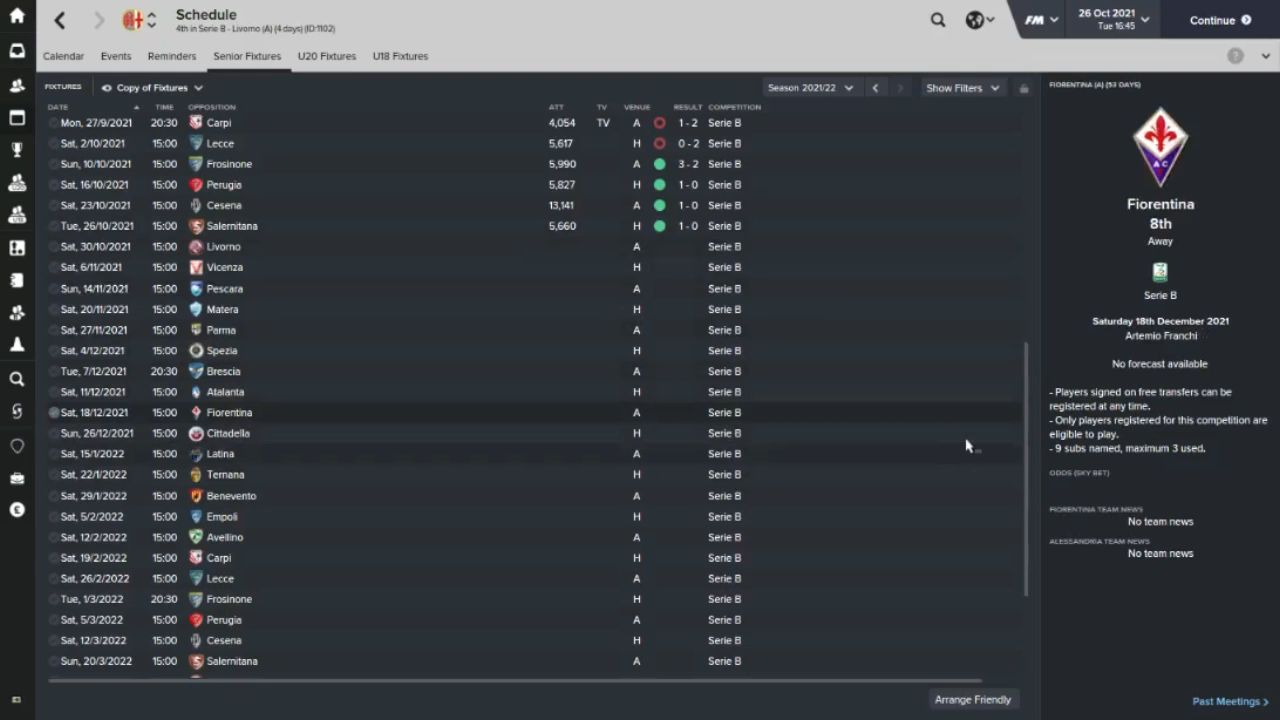 Schedule
4th in Serie B - Livorno (A) (4 days) (ID:1102)
FM
26 Oct 2021
Tue 16:45
Continue
Calendar Events Reminders Senior Fixtures U20 Fixtures U18 Fixtures
FIXTURES Copy of Fixtures Season 2021/22 Show Filters
DATE TIME OPPOSITION ATT TV VENUE RESULT COMPETITION
Mon, 27/9/2021 20:30 Carpi 4,054 TV A 1 - 2 Serie B
Sat, 2/10/2021 15:00 Lecce 5,617 H 0 - 2 Serie B
Sun, 10/10/2021 15:00 Frosinone 5,990 A 3 - 2 Serie B
Sat, 16/10/2021 15:00 Perugia 5,827 H 1 - 0 Serie B
Sat, 23/10/2021 15:00 Cesena 13,141 A 1 - 0 Serie B
Tue, 26/10/2021 15:00 Salernitana 5,660 H 1 - 0 Serie B
Sat, 30/10/2021 15:00 Livorno A Serie B
Sat, 6/11/2021 15:00 Vicenza H Serie B
Sun, 14/11/2021 15:00 Pescara A Serie B
Sat, 20/11/2021 15:00 Matera H Serie B
Sat, 27/11/2021 15:00 Parma A Serie B
Sat, 4/12/2021 15:00 Spezia H Serie B
Tue, 7/12/2021 20:30 Brescia A Serie B
Sat, 11/12/2021 15:00 Atalanta H Serie B
Sat, 18/12/2021 15:00 Fiorentina A Serie B
Sun, 26/12/2021 15:00 Cittadella H Serie B
Sat, 15/1/2022 15:00 Latina A Serie B
Sat, 22/1/2022 15:00 Ternana H Serie B
Sat, 29/1/2022 15:00 Benevento A Serie B
Sat, 5/2/2022 15:00 Empoli H Serie B
Sat, 12/2/2022 15:00 Avellino A Serie B
Sat, 19/2/2022 15:00 Carpi H Serie B
Sat, 26/2/2022 15:00 Lecce A Serie B
Tue, 1/3/2022 20:30 Frosinone H Serie B
Sat, 5/3/2022 15:00 Perugia A Serie B
Sat, 12/3/2022 15:00 Cesena H Serie B
Sun, 20/3/2022 15:00 Salernitana A Serie B
Arrange Friendly
FIORENTINA (A) (53 DAYS)
A C
Fiorentina
8th
Away
Serie B
Saturday 18th December 2021
Artemio Franchi
No forecast available
- Players signed on free transfers can be
registered at any time.
- Only players registered for this competition are
eligible to play.
- 9 subs named, maximum 3 used.
ODDS (SKY BET)
FIORENTINA TEAM NEWS
No team news
ALESSANDRIA TEAM NEWS
No team news
Past Meetings >